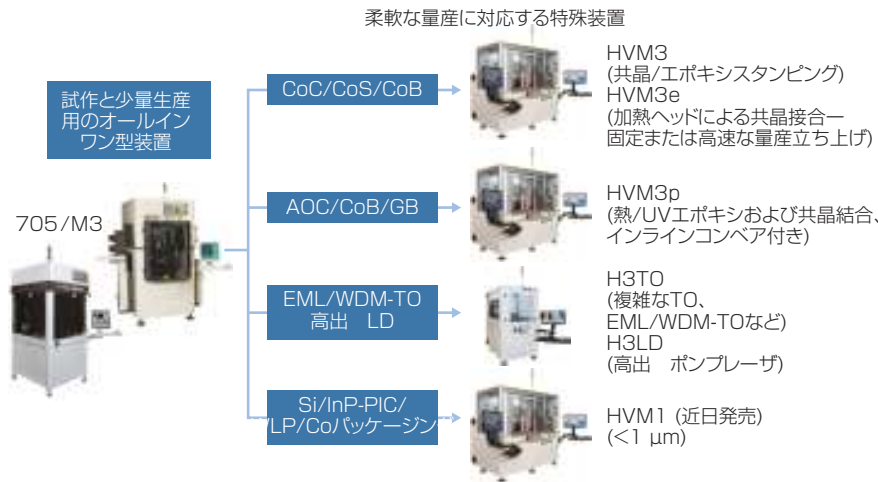 柔軟な量産に対応する特殊装置
試作と少量生産
用のオールイン
ワン型装置
705/M3
CoC/CoS/CoB
HVM3
(共晶/エポキシスタンピング)
HVM3e
(加熱ヘッドによる共晶接合ー
固定または高速な量産立ち上げ)
AOC/CoB/GB
HVM3p
(熱/UVエポキシおよび共晶結合、
インラインコンベア付き)
EML/WDM-TO
高出 LD
H3TO
(複雑なTO、
EML/WDM-TOなど)
H3LD
(高出 ポンプレーザ)
Si/InP-PIC/
/LP/Coパッケージン
HVM1 (近日発売)
(<1 μm)